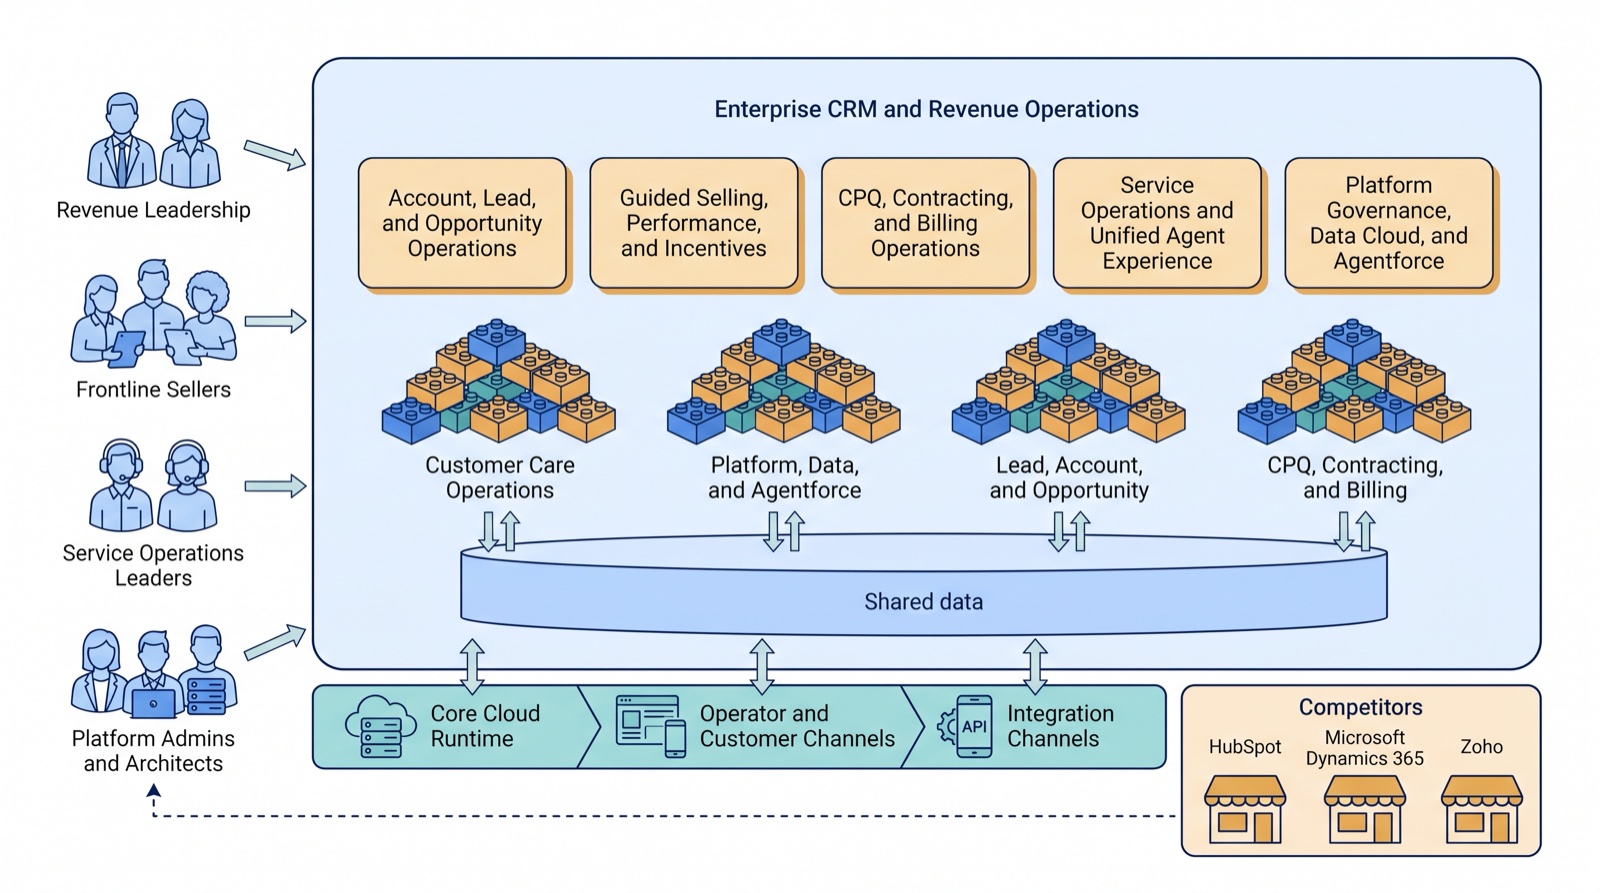 Enterprise CRM and Revenue Operations
Revenue Leadership
Frontline Sellers
Service Operations
Leaders
Platform Admins
and Architects
Account, Lead,
and Opportunity
Operations
Guided Selling,
Performance,
and Incentives
CPQ, Contracting,
and Billing
Operations
Service
Operations and
Unified Agent
Experience
Platform
Governance,
Data Cloud, and
Agentforce
Customer Care
Operations
Platform, Data,
and Agentforce
Lead, Account,
and Opportunity
CPQ, Contracting,
and Billing
Shared data
Core Cloud
Runtime
Operator and
Customer Channels
API
Integration
Channels
Competitors
HubSpot
Microsoft
Dynamics 365
Zoho